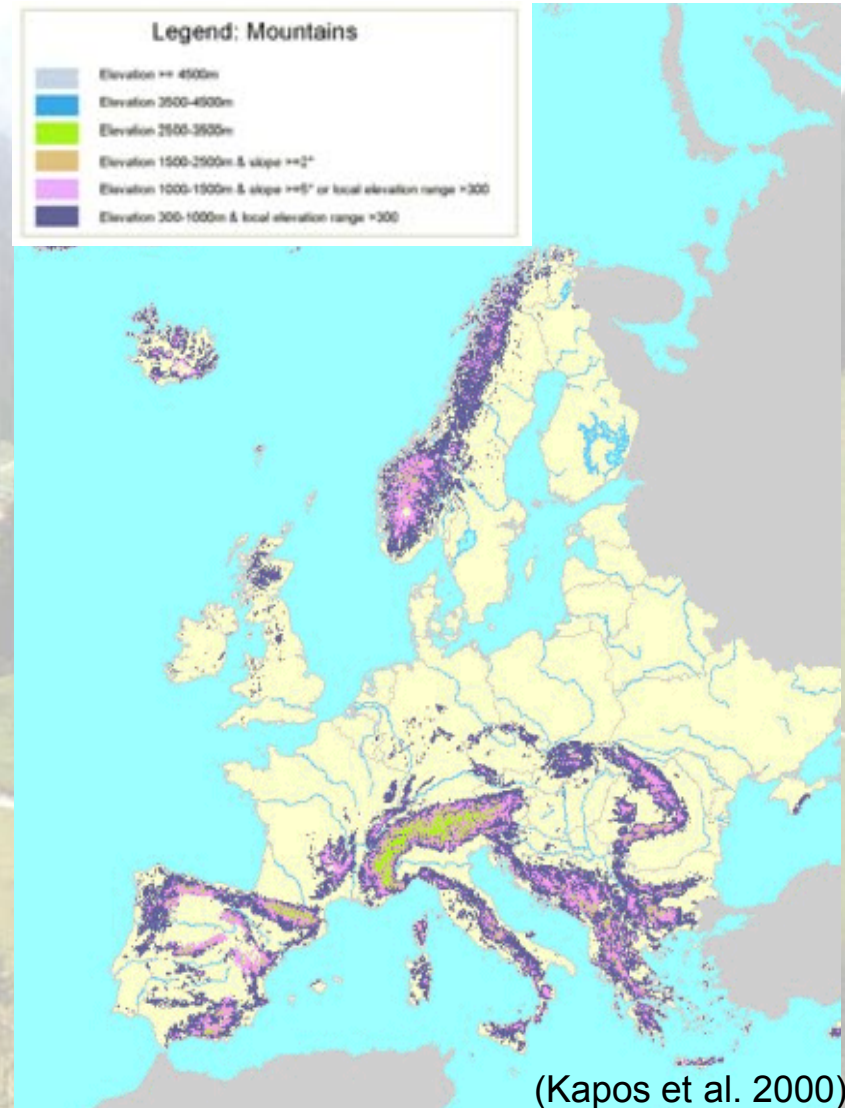 Legend: Mountains
Elevation >= 4500m
Elevation 3500-4500m
Elevation 2500-3500m
Elevation 1500-2500m & slope >=2°
Elevation 1000-1500m & slope >=5° or local elevation range >300
Elevation 300-1000m & local elevation range >300
(Kapos et al. 2000)